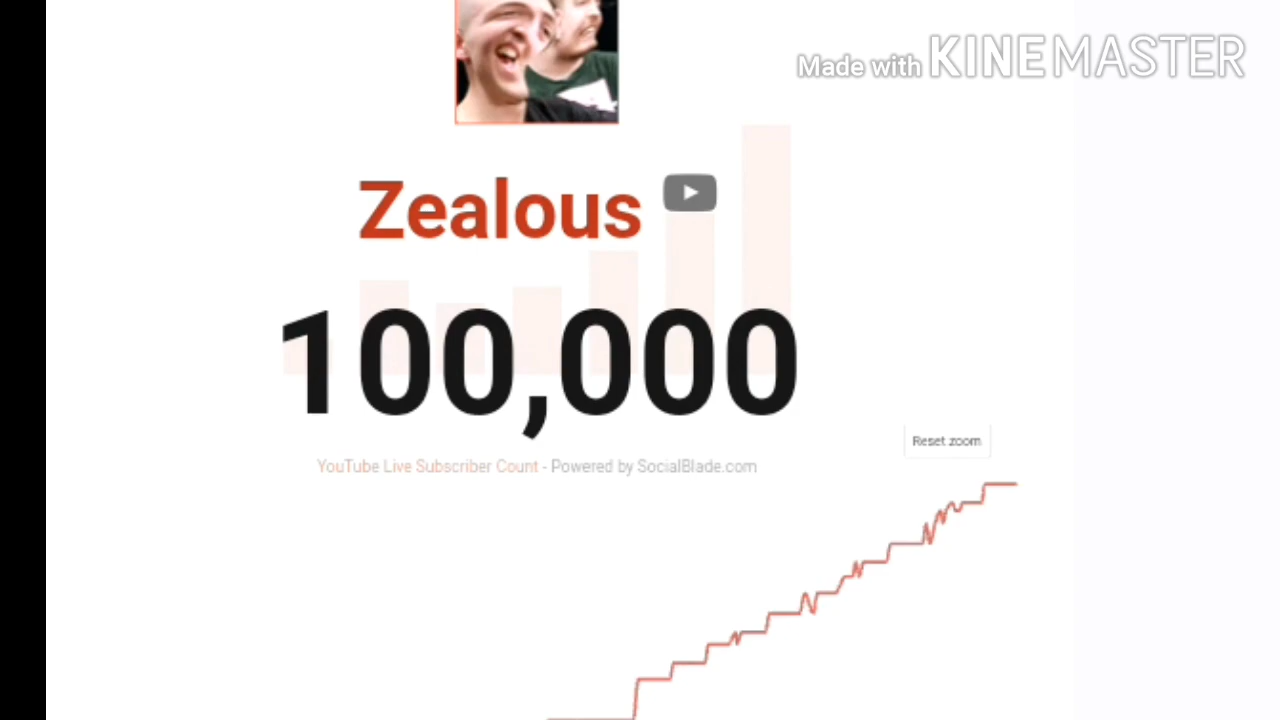 Made with KINEMASTER
Zealous
100,000
Reset zoom
YouTube Live Subscriber Count - Powered by SocialBlade.com